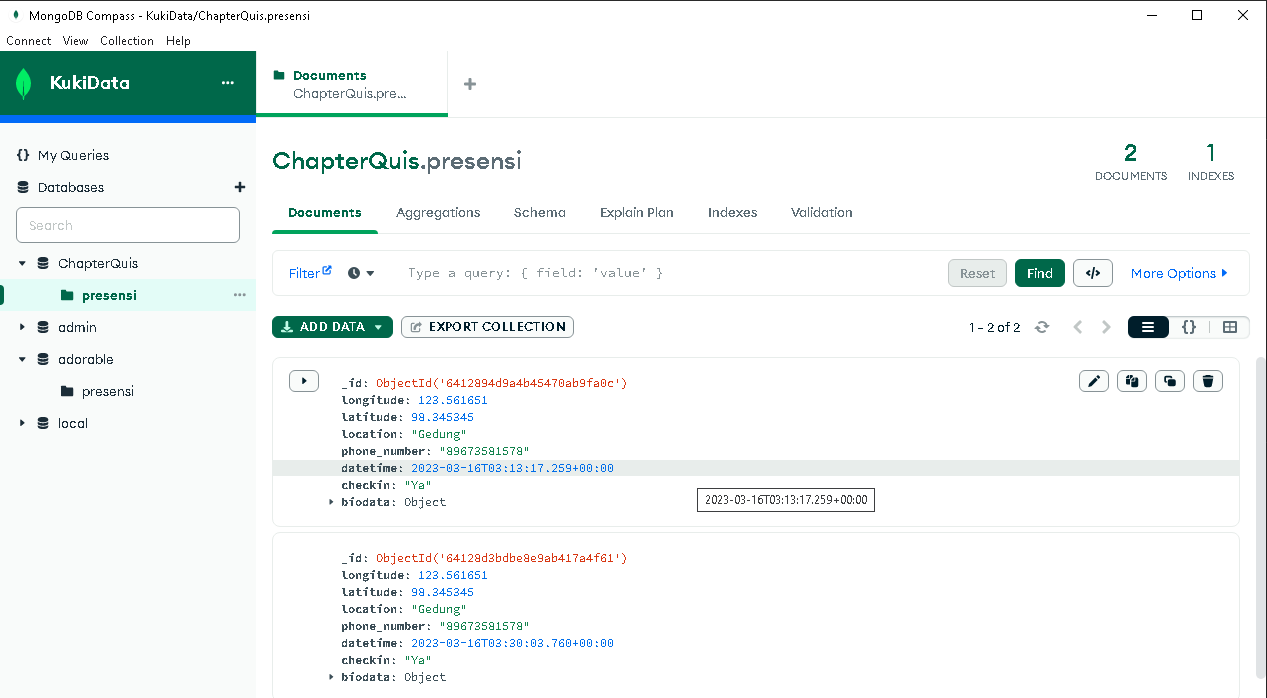 MongoDB Compass - KukiData/ChapterQuis.presensi
Connect View Collection Help
KukiData
Documents
ChapterQuis.pre...
My Queries
Databases
Search
ChapterQuis
presensi
admin
adorable
presensi
local
ChapterQuis.presensi
2
DOCUMENTS
1
INDEXES
Documents Aggregations Schema Explain Plan Indexes Validation
Filter Type a query: { field: 'value' } Reset Find </> More Options
ADD DATA EXPORT COLLECTION 1 - 2 of 2 {}
_id: ObjectId('6412894d9a4b45470ab9fa0c')
longitude: 123.561651
latitude: 98.345345
location: "Gedung"
phone_number: "89673581578"
datetime: 2023-03-16T03:13:17.259+00:00
checkin: "Ya"
2023-03-16T03:13:17.259+00:00
biodata: Object
_id: ObjectId('64128d3bdbe8e9ab417a4f61')
longitude: 123.561651
latitude: 98.345345
location: "Gedung"
phone_number: "89673581578"
datetime: 2023-03-16T03:30:03.760+00:00
checkin: "Ya"
biodata: Object